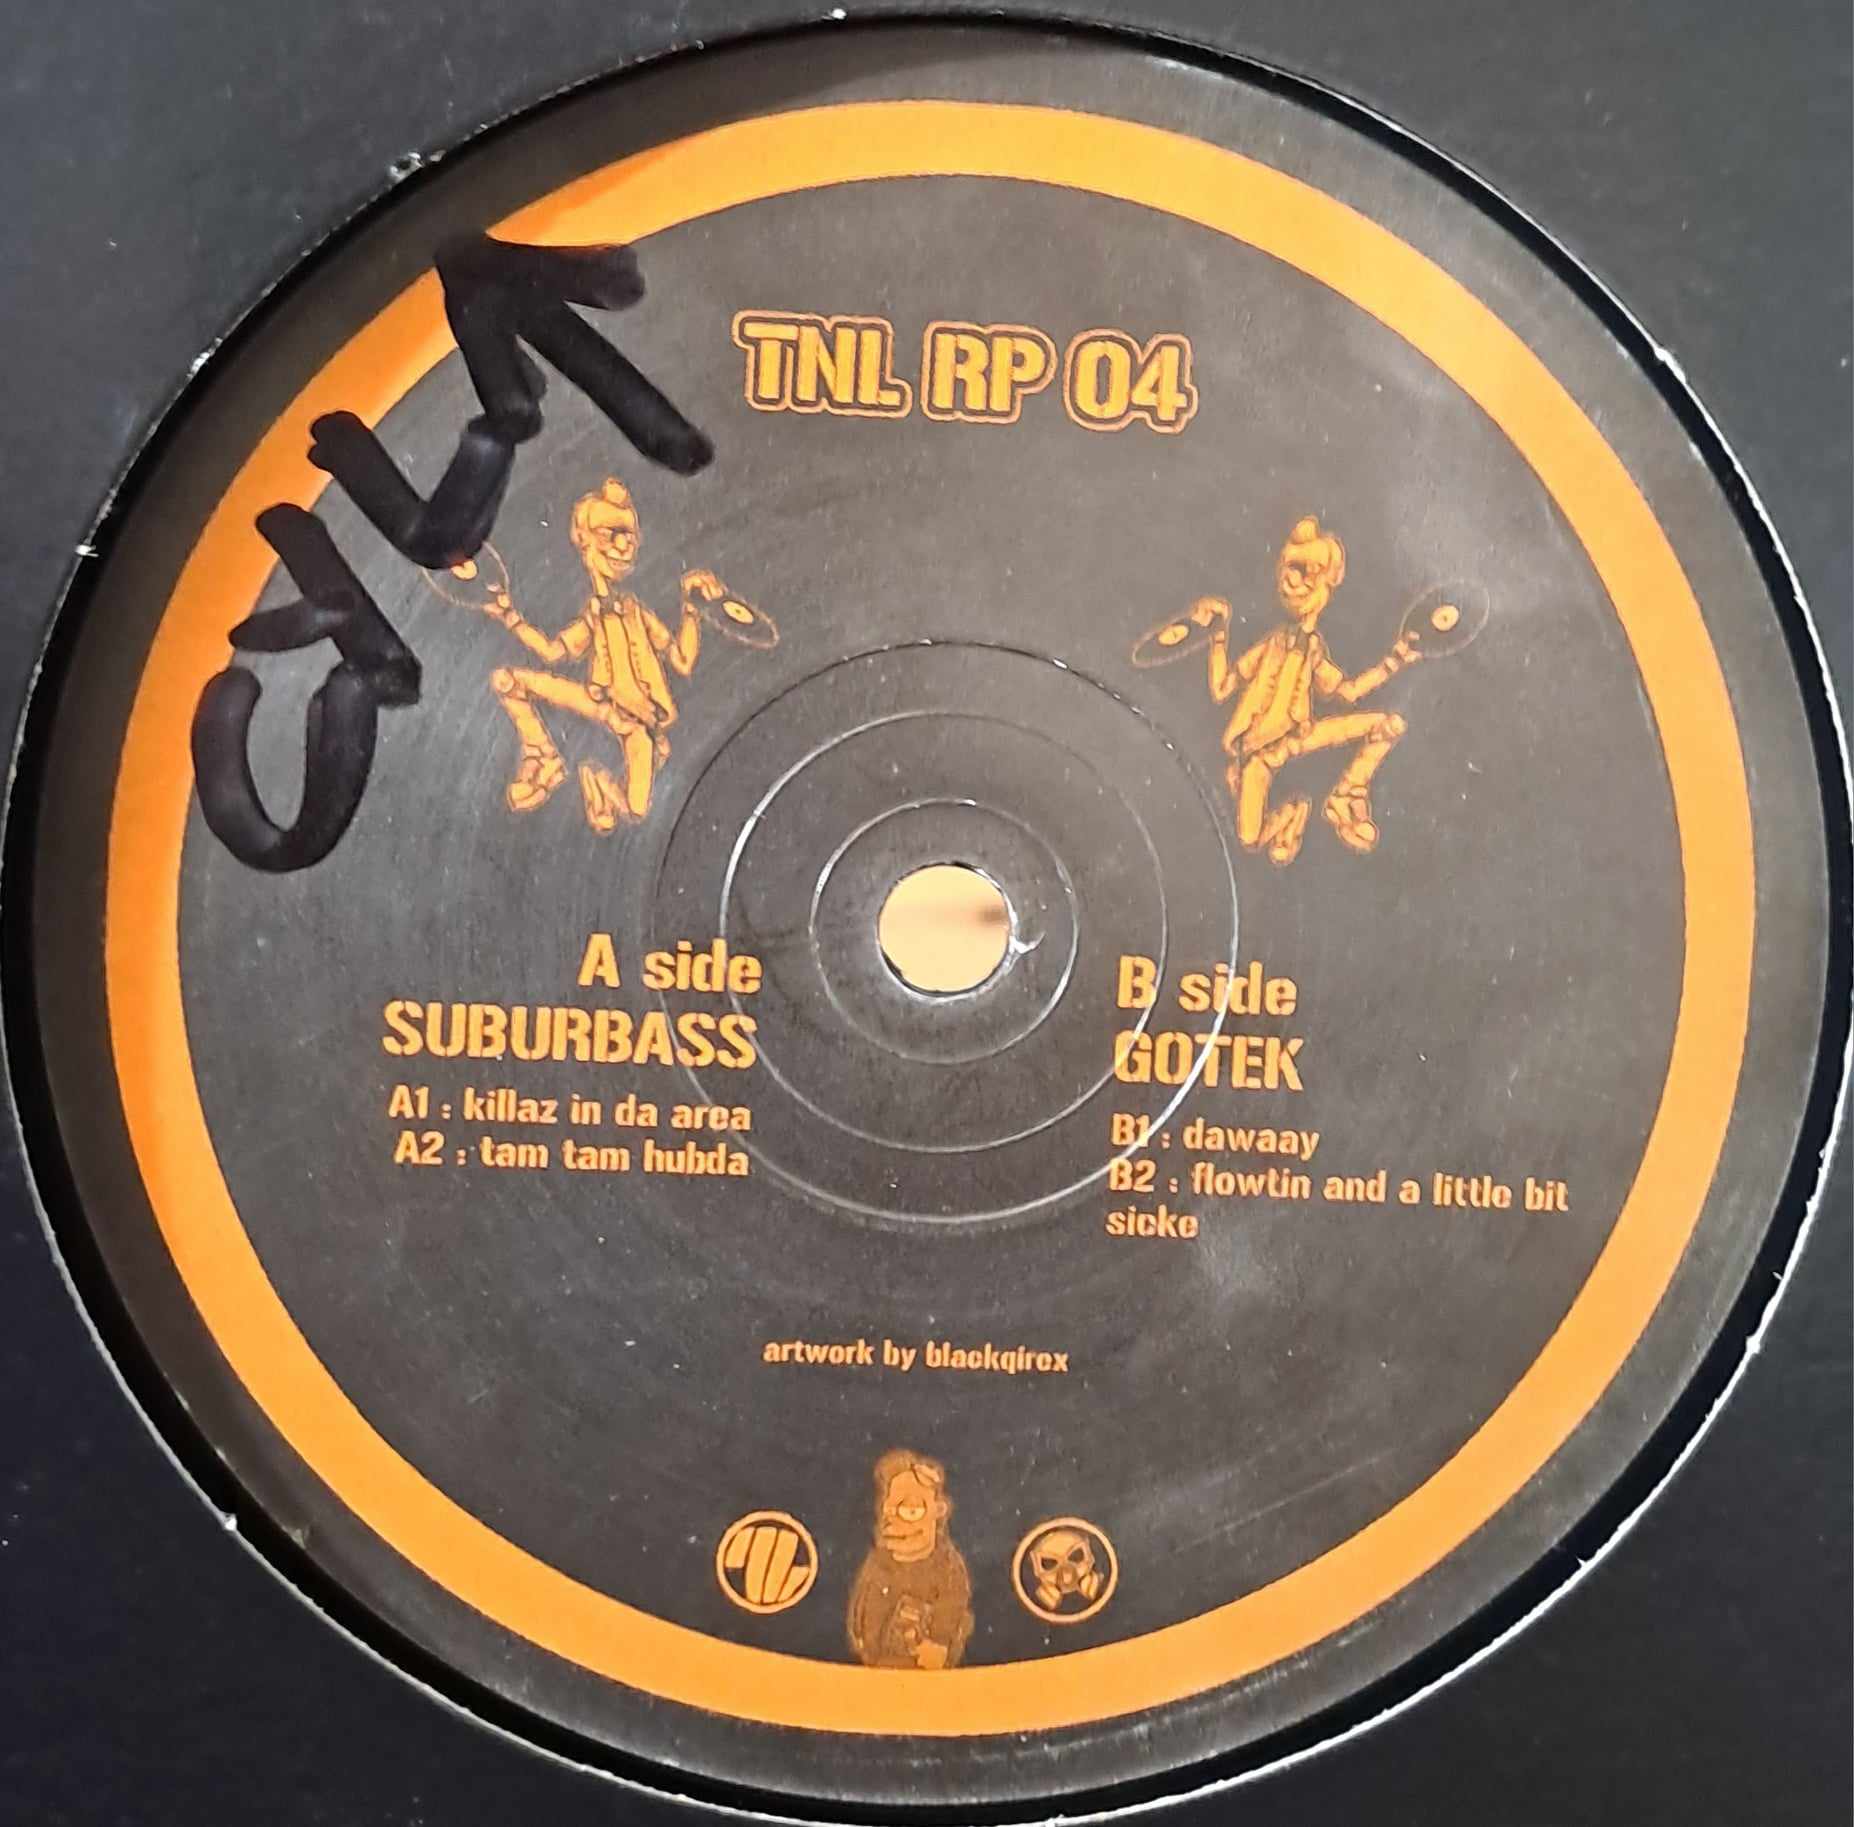 TNL RP 04
A side
SUBURBASS
A1 : killaz in da area
A2 : tam tam hubda
B side
GOTEK
B1 : dawaay
B2 : flowtin and a little bit
sicke
artwork by blackqirex